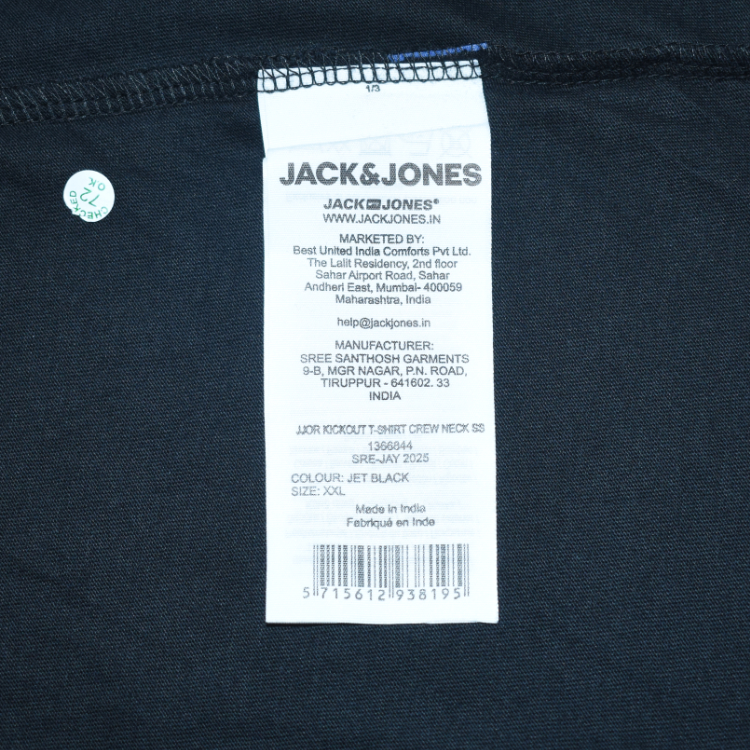 1/3
JACK&JONES
JACK JONES®
WWW.JACKJONES.IN
MARKETED BY:
Best United India Comforts Pvt Ltd.
The Lalit Residency, 2nd floor
Sahar Airport Road, Sahar
Andheri East, Mumbai- 400059
Maharashtra, India
help@jackjones.in
MANUFACTURER:
SREE SANTHOSH GARMENTS
9-B, MGR NAGAR, P.N. ROAD,
TIRUPPUR - 641602. 33
INDIA
JJOR KICKOUT T-SHIRT CREW NECK SS
1366844
SRE-JAY 2025
COLOUR: JET BLACK
SIZE: XXL
Made in India
Fabriqué en Inde
5 715612 938195
CHECKED
72
OK